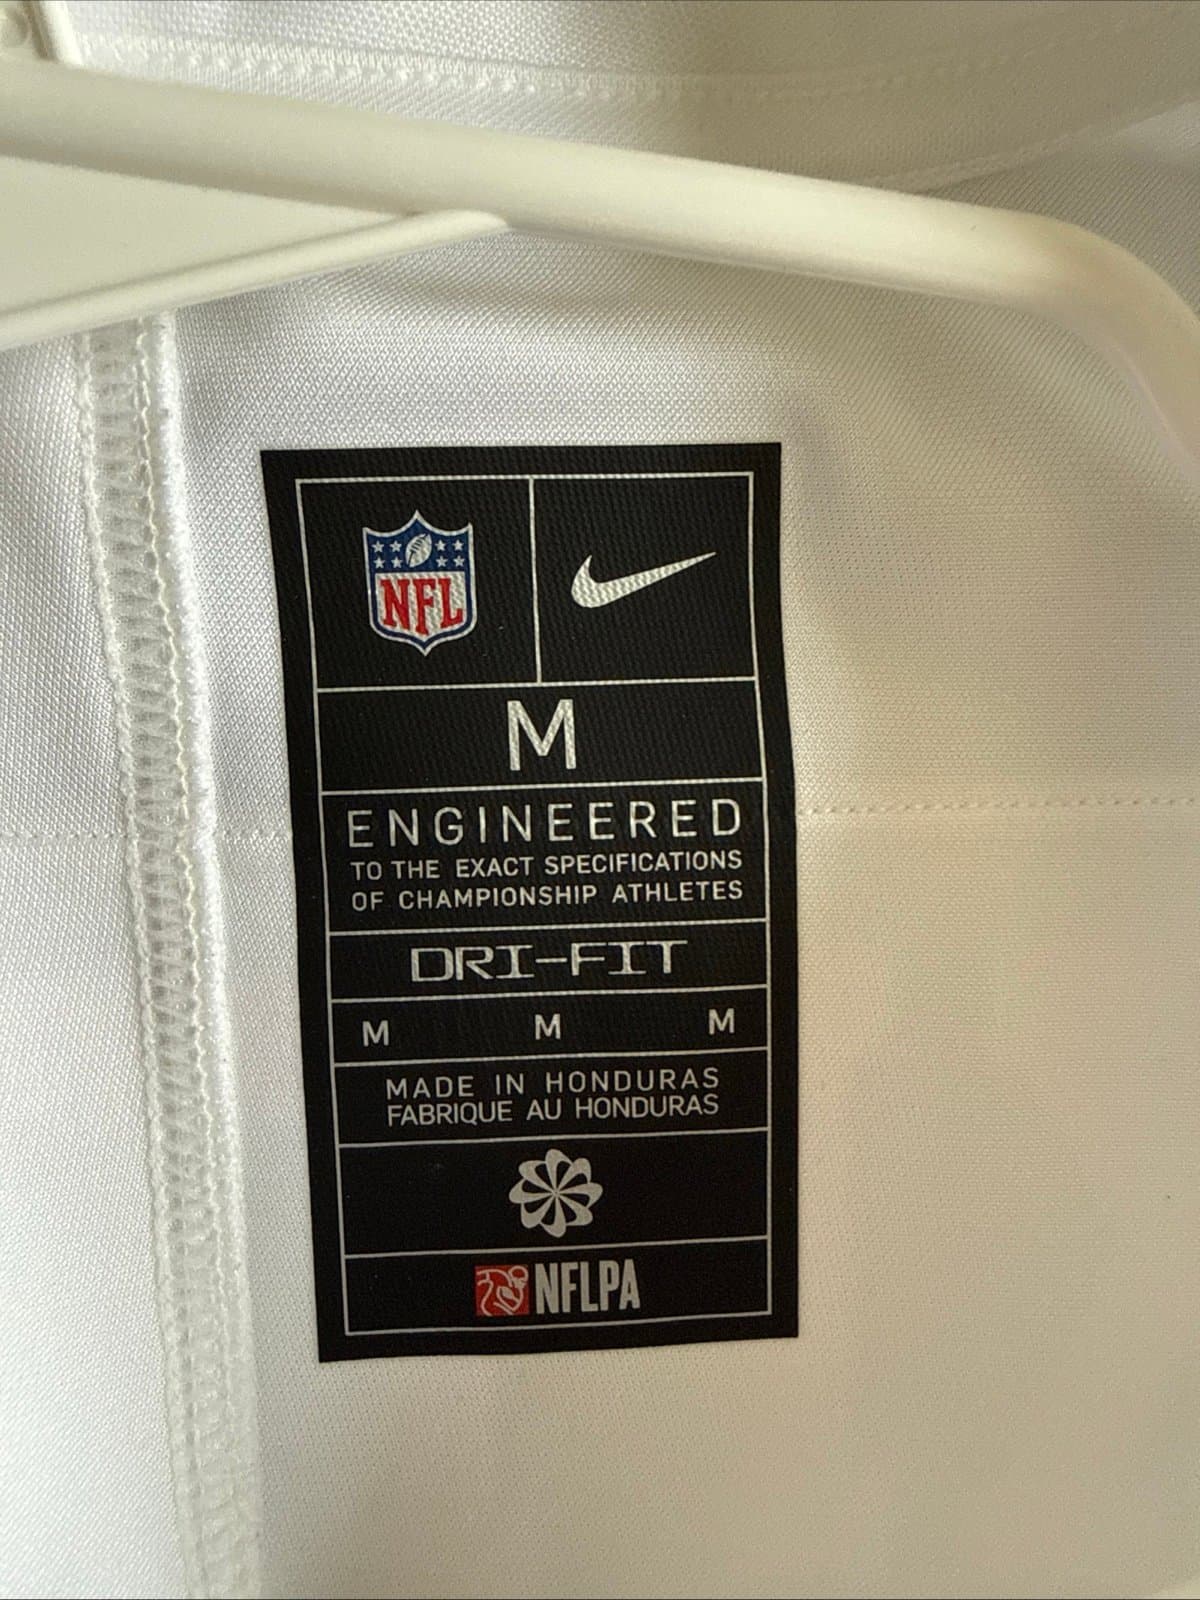 NFL
M
ENGINEERED
TO THE EXACT SPECIFICATIONS
OF CHAMPIONSHIP ATHLETES
DRI-FIT
M M M
MADE IN HONDURAS
FABRIQUE AU HONDURAS
NFLPA